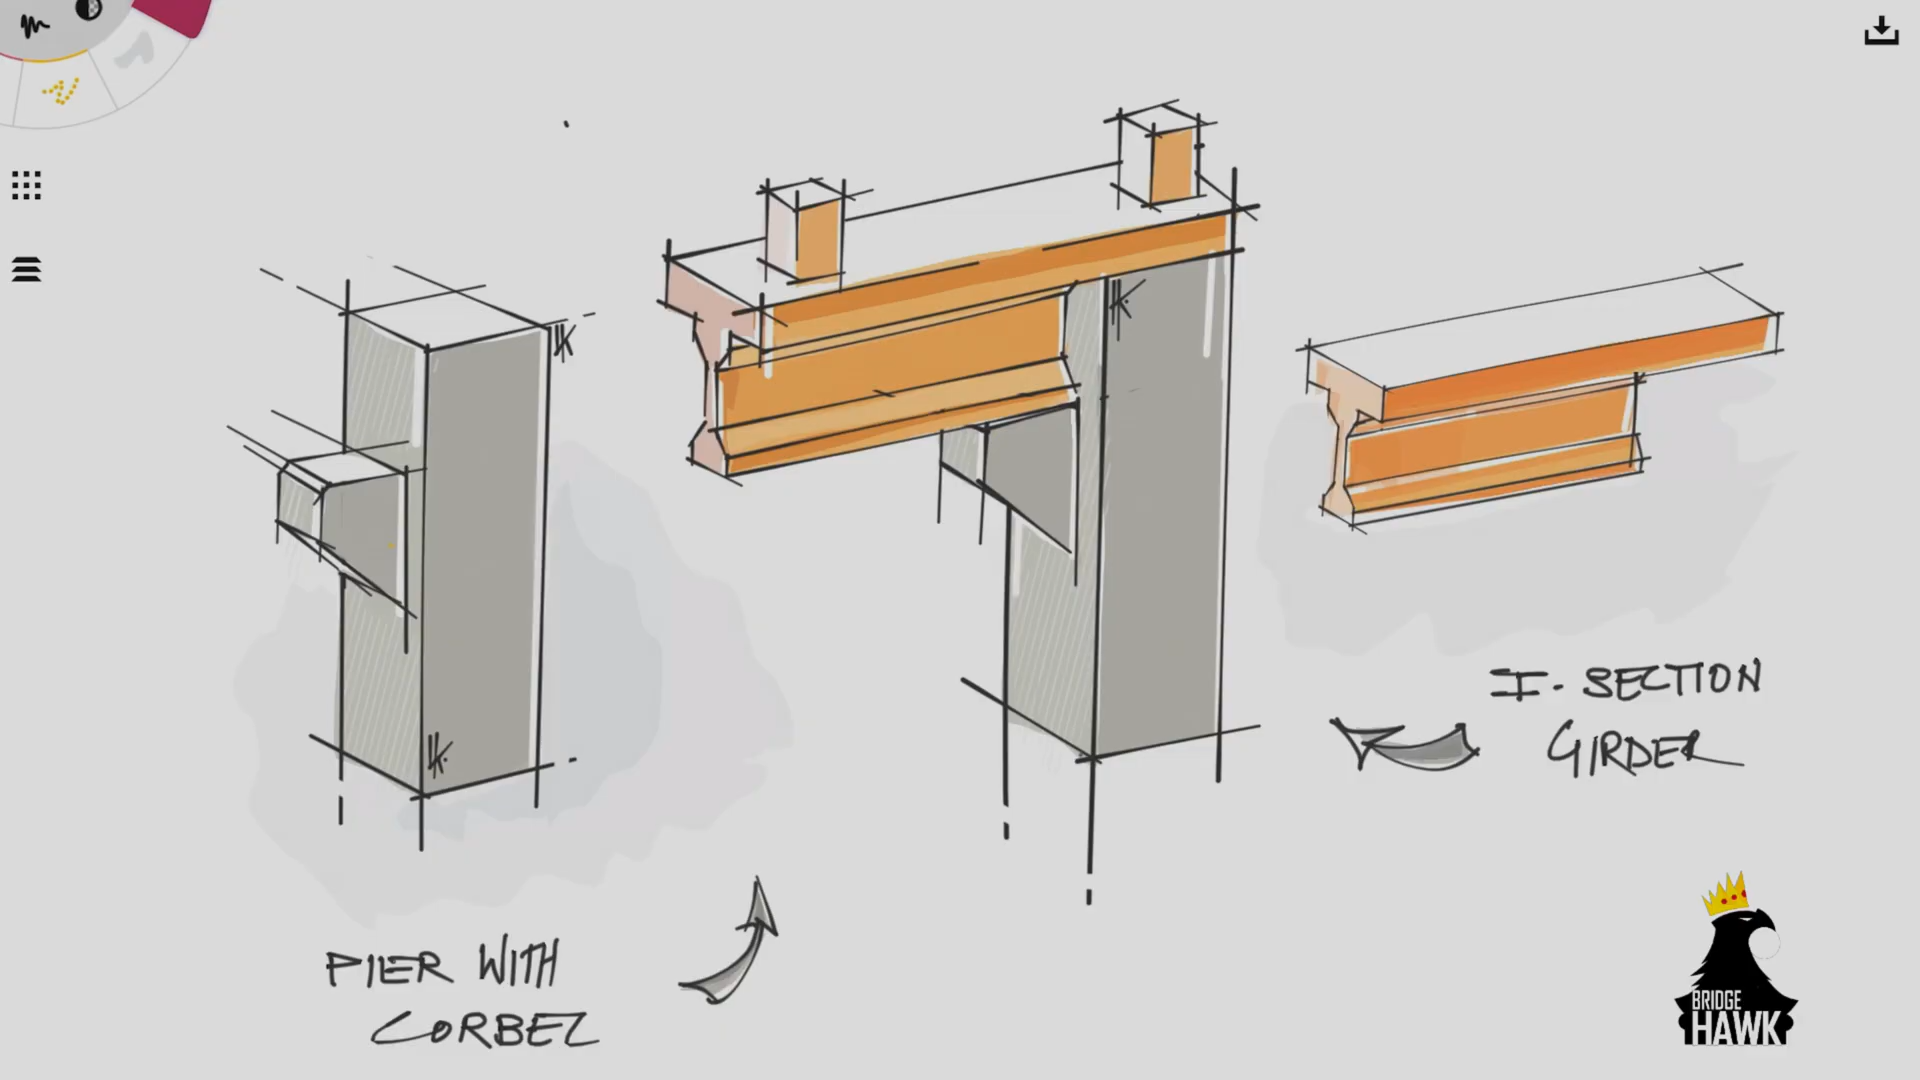 I-SECTION
GIRDER
PIER WITH
CORBEL
BRIDGE
HAWK